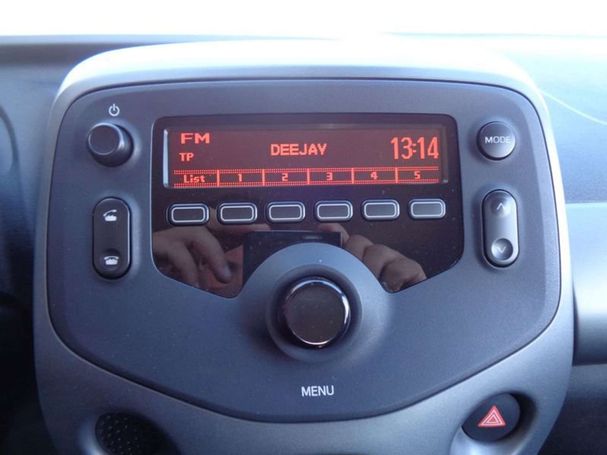 FM
TP
DEEJAY
13:14
MODE
List 1 2 3 4 5
MENU